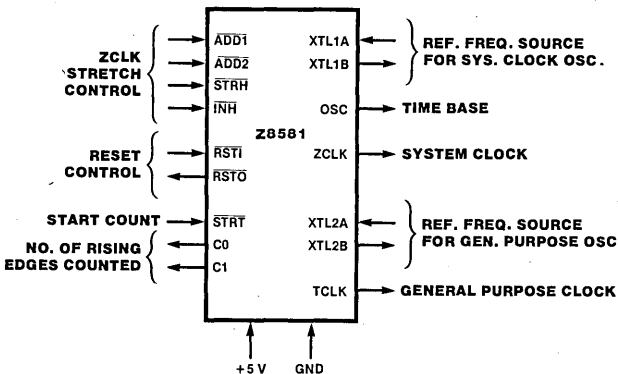 ZCLK
STRETCH
CONTROL
ADD1
ADD2
STRH
INH
RESET
CONTROL
RSTI
RSTO
START COUNT
STRT
NO. OF RISING
EDGES COUNTED
C0
C1
Z8581
XTL1A
XTL1B
REF. FREQ. SOURCE
FOR SYS. CLOCK OSC.
OSC
TIME BASE
ZCLK
SYSTEM CLOCK
XTL2A
XTL2B
REF. FREQ. SOURCE
FOR GEN. PURPOSE OSC
TCLK
GENERAL PURPOSE CLOCK
+5 V
GND